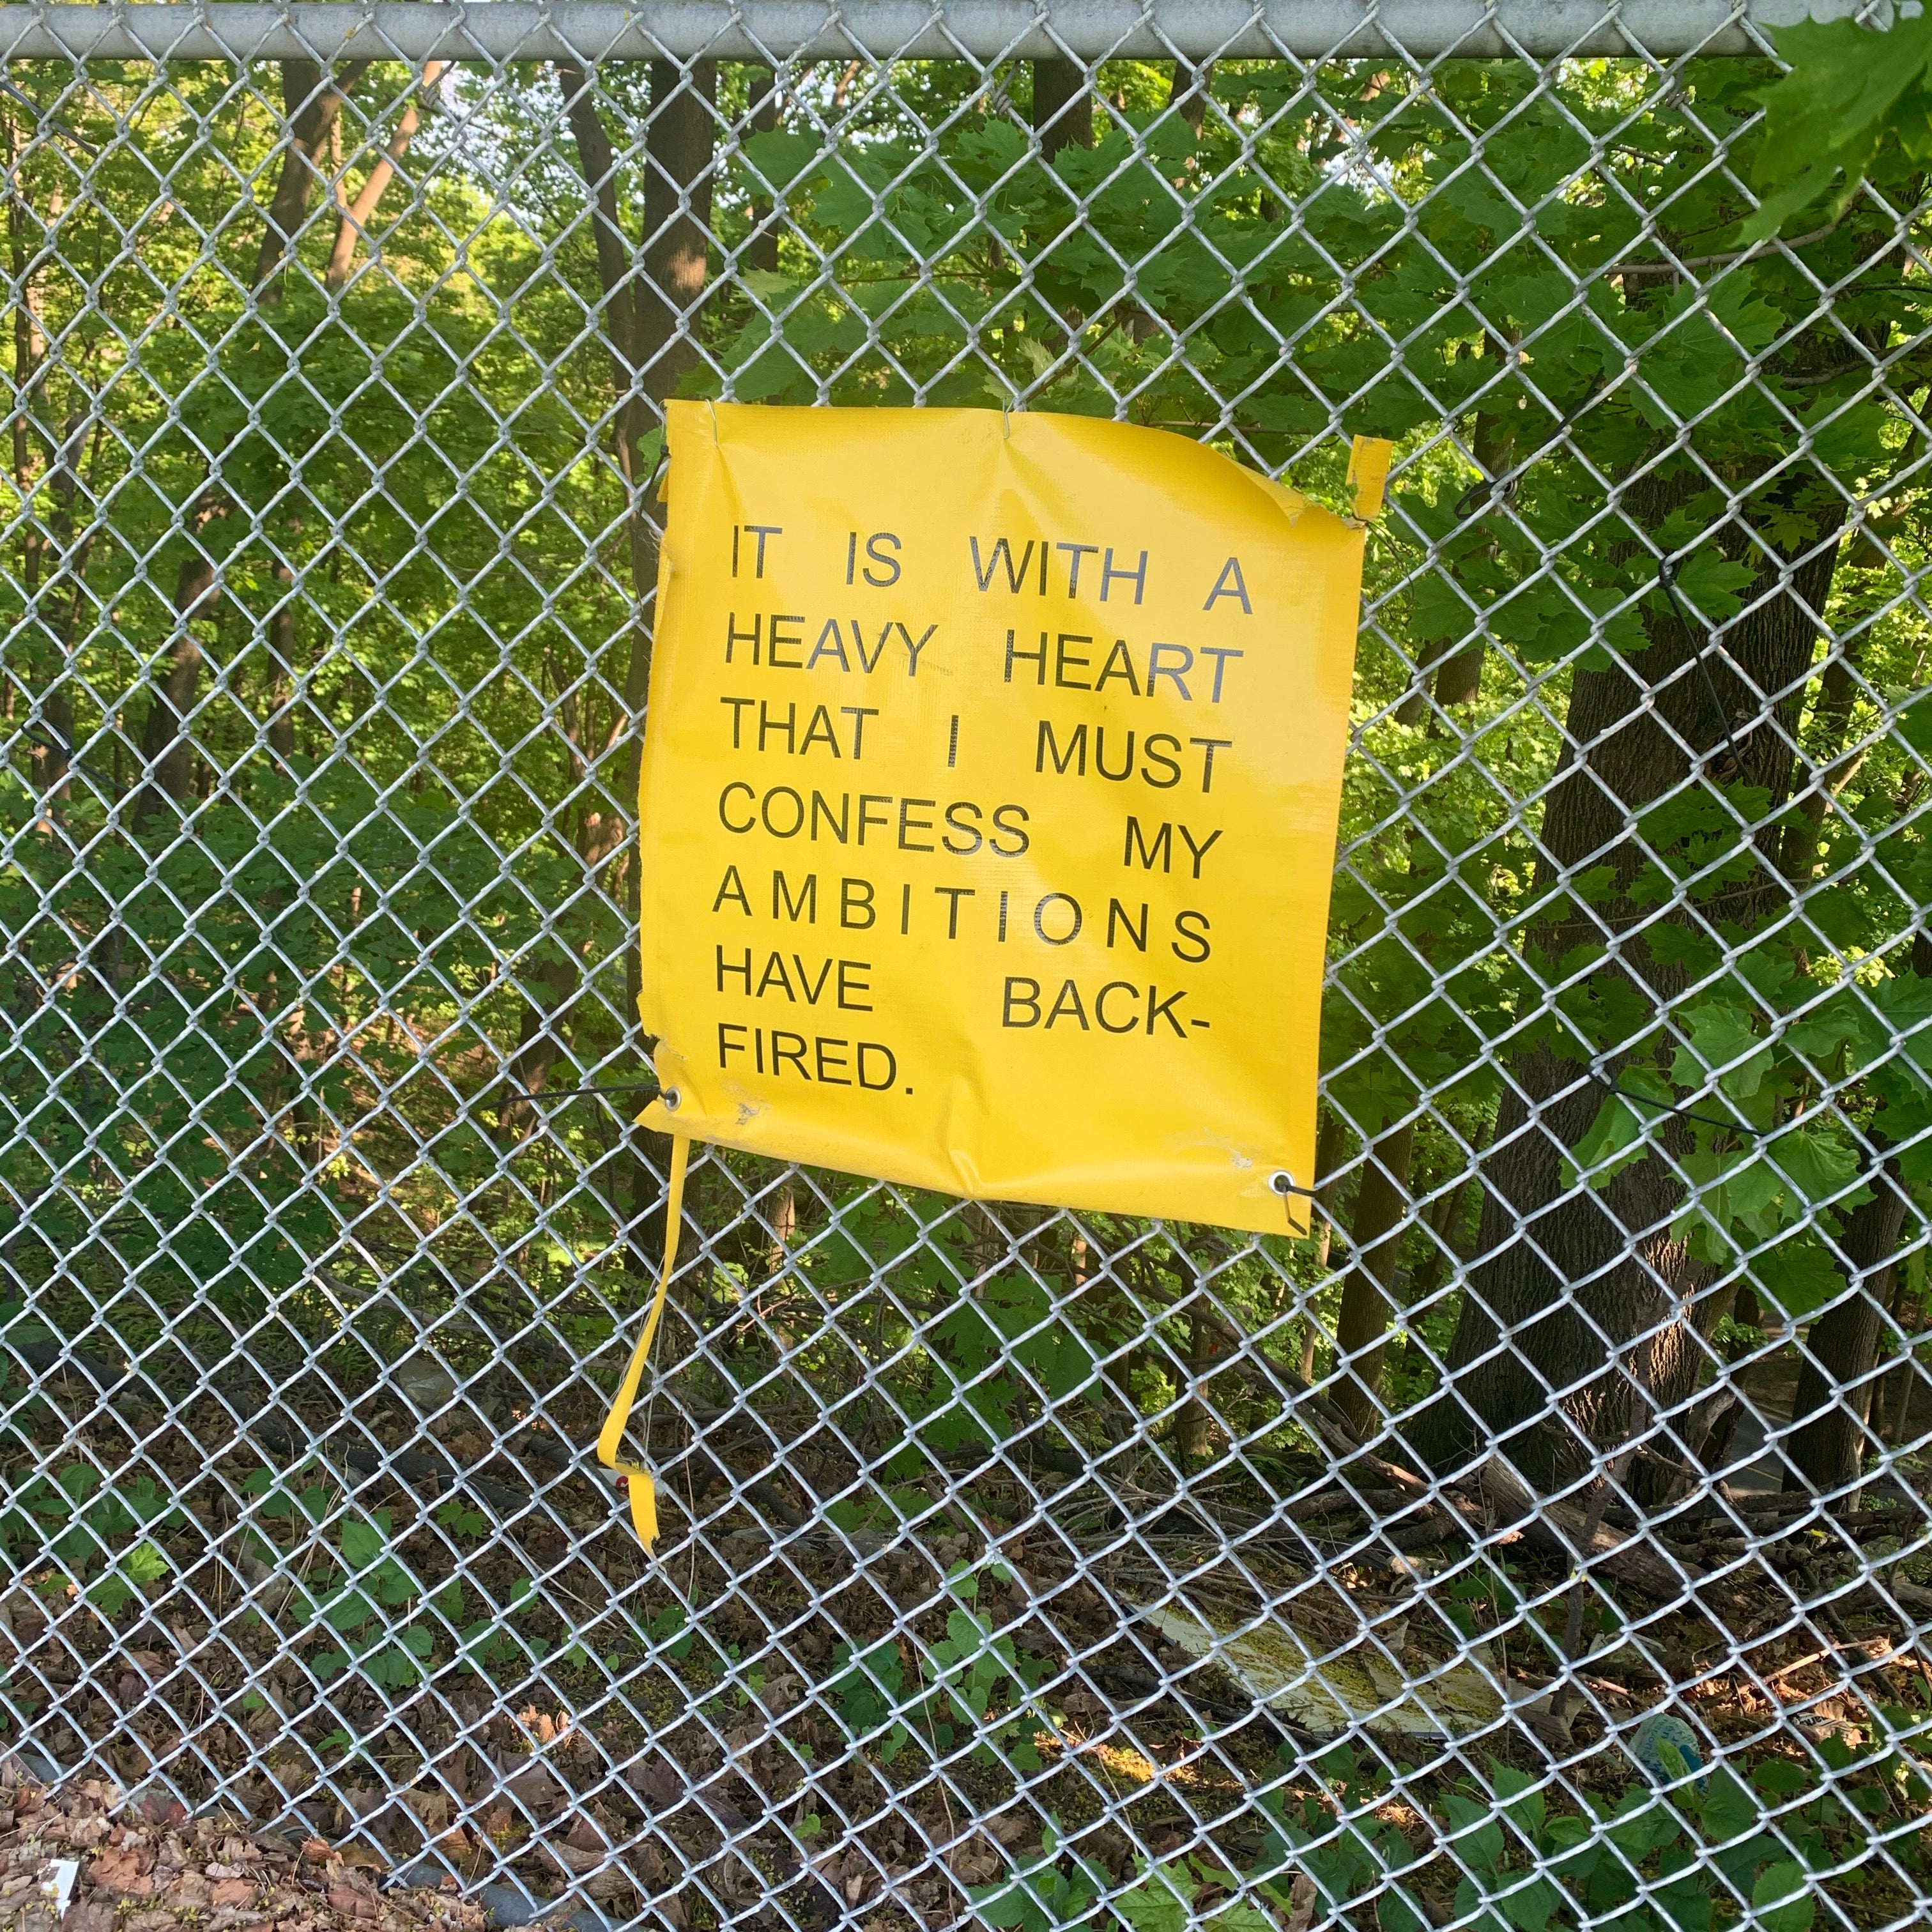 IT IS WITH A
HEAVY HEART
THAT I MUST
CONFESS MY
AMBITIONS
HAVE BACK-
FIRED.